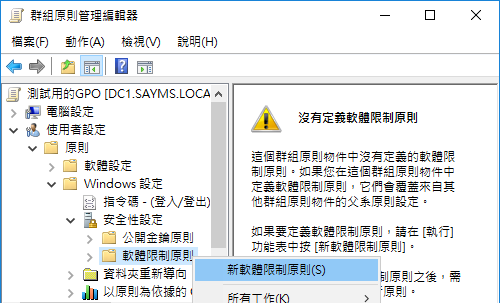 群組原則管理編輯器
檔案(F) 動作(A) 檢視(V) 說明(H)
測試用的GPO [DC1.SAYMS.LOCA
電腦設定
使用者設定
原則
軟體設定
Windows 設定
指令碼 - (登入/登出)
安全性設定
公開金鑰原則
軟體限制原則
資料夾重新導向
以原則為依據的 Q
沒有定義軟體限制原則
這個群組原則物件中沒有定義的軟體限
制原則。如果您在這個群組原則物件中
定義軟體限制原則，它們會覆蓋來自其
他群組原則物件的父系原則設定。
如果要定義軟體限制原則，請在 [執行]
功能表中按 [新軟體限制原則]。
新軟體限制原則(S)
所有工作(K)
原則之後，需
原則。